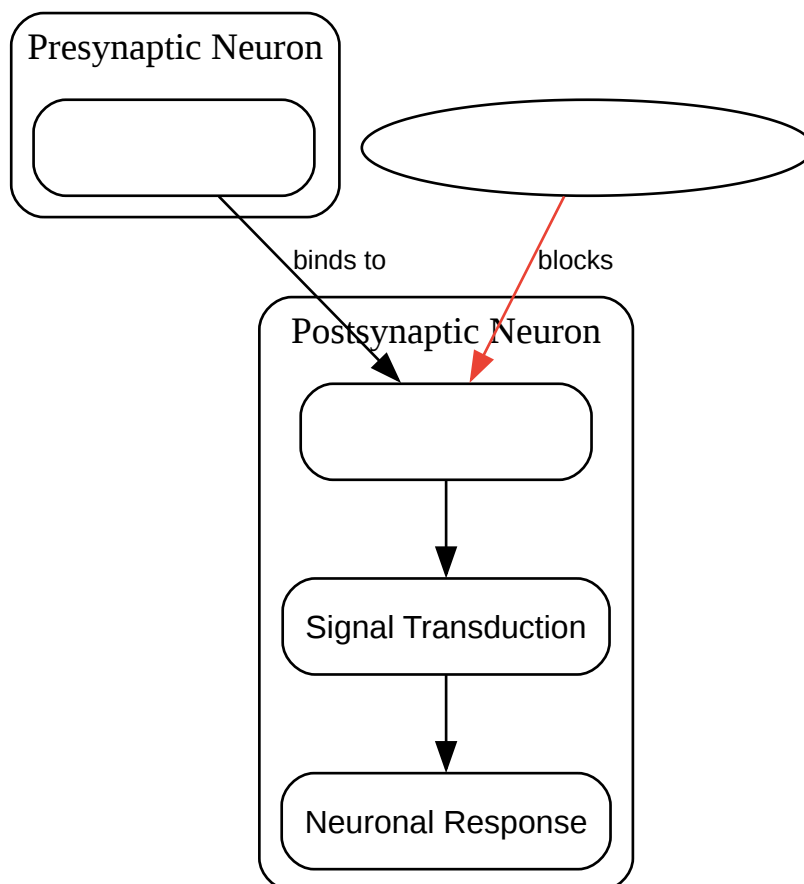 Presynaptic Neuron
binds to
blocks
Postsynaptic Neuron
Signal Transduction
Neuronal Response